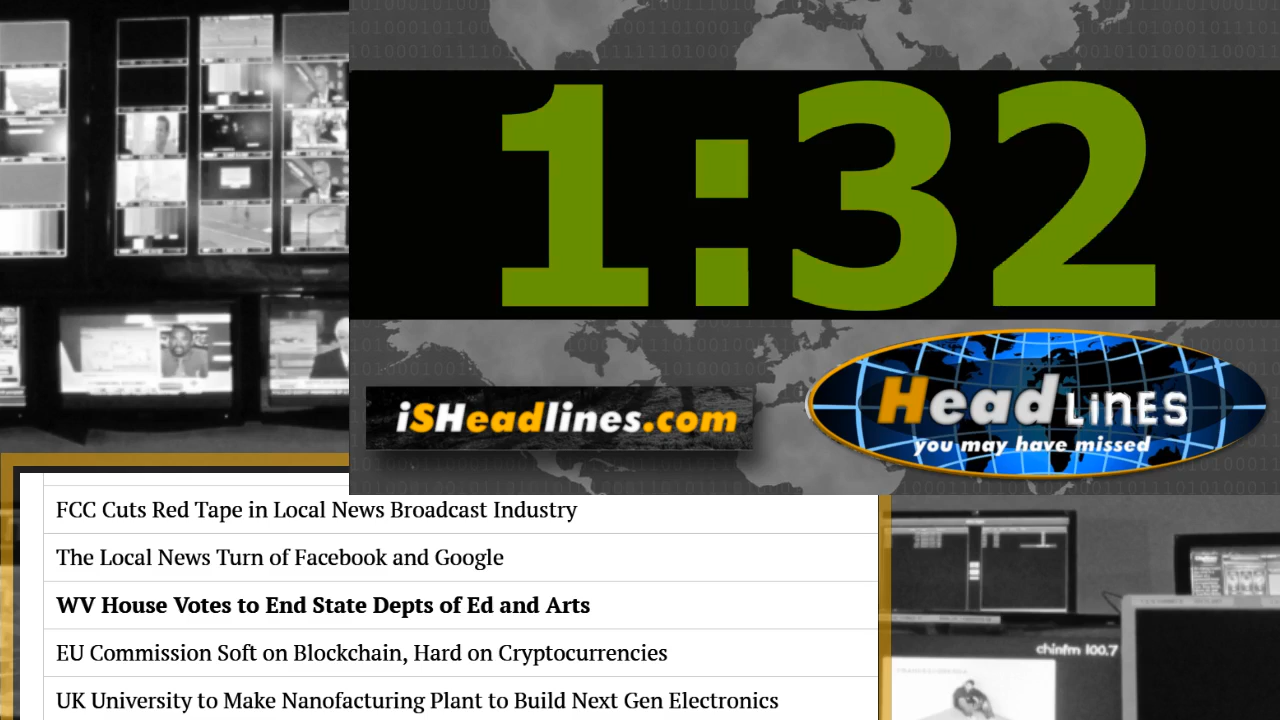 1:32
iSHeadlines.com
HeadLINES
you may have missed
FCC Cuts Red Tape in Local News Broadcast Industry
The Local News Turn of Facebook and Google
WV House Votes to End State Depts of Ed and Arts
EU Commission Soft on Blockchain, Hard on Cryptocurrencies
chinfm 100.7
UK University to Make Nanofacturing Plant to Build Next Gen Electronics